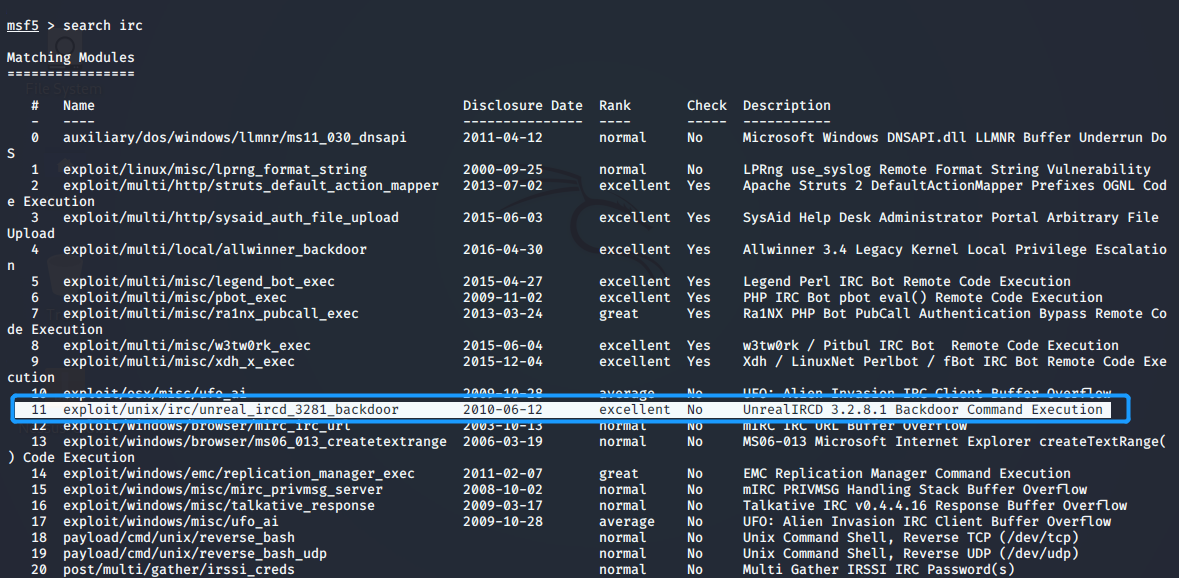 msf5 > search irc
Matching Modules
================
# Name Disclosure Date Rank Check Description
- ---- --------------- ---- ----- -----------
0 auxiliary/dos/windows/llmnr/ms11_030_dnsapi 2011-04-12 normal No Microsoft Windows DNSAPI.dll LLMNR Buffer Underrun Do
S
1 exploit/linux/misc/lprng_format_string 2000-09-25 normal No LPRng use_syslog Remote Format String Vulnerability
2 exploit/multi/http/struts_default_action_mapper 2013-07-02 excellent Yes Apache Struts 2 DefaultActionMapper Prefixes OGNL Cod
e Execution
3 exploit/multi/http/sysaid_auth_file_upload 2015-06-03 excellent Yes SysAid Help Desk Administrator Portal Arbitrary File
Upload
4 exploit/multi/local/allwinner_backdoor 2016-04-30 excellent Yes Allwinner 3.4 Legacy Kernel Local Privilege Escalatio
n
5 exploit/multi/misc/legend_bot_exec 2015-04-27 excellent Yes Legend Perl IRC Bot Remote Code Execution
6 exploit/multi/misc/pbot_exec 2009-11-02 excellent Yes PHP IRC Bot pbot eval() Remote Code Execution
7 exploit/multi/misc/ra1nx_pubcall_exec 2013-03-24 great Yes Ra1NX PHP Bot PubCall Authentication Bypass Remote Co
de Execution
8 exploit/multi/misc/w3tw0rk_exec 2015-06-04 excellent Yes w3tw0rk / Pitbul IRC Bot Remote Code Execution
9 exploit/multi/misc/xdh_x_exec 2015-12-04 excellent Yes Xdh / LinuxNet Perlbot / fBot IRC Bot Remote Code Exe
cution
10 exploit/osx/misc/ufo_ai 2009-10-28 average No UFO: Alien Invasion IRC Client Buffer Overflow
11 exploit/unix/irc/unreal_ircd_3281_backdoor 2010-06-12 excellent No UnrealIRCD 3.2.8.1 Backdoor Command Execution
12 exploit/windows/browser/mirc_irc_url 2003-10-13 normal No mIRC IRC URL Buffer Overflow
13 exploit/windows/browser/ms06_013_createtextrange 2006-03-19 normal No MS06-013 Microsoft Internet Explorer createTextRange(
) Code Execution
14 exploit/windows/emc/replication_manager_exec 2011-02-07 great No EMC Replication Manager Command Execution
15 exploit/windows/misc/mirc_privmsg_server 2008-10-02 normal No mIRC PRIVMSG Handling Stack Buffer Overflow
16 exploit/windows/misc/talkative_response 2009-03-17 normal No Talkative IRC v0.4.4.16 Response Buffer Overflow
17 exploit/windows/misc/ufo_ai 2009-10-28 average No UFO: Alien Invasion IRC Client Buffer Overflow
18 payload/cmd/unix/reverse_bash normal No Unix Command Shell, Reverse TCP (/dev/tcp)
19 payload/cmd/unix/reverse_bash_udp normal No Unix Command Shell, Reverse UDP (/dev/udp)
20 post/multi/gather/irssi_creds normal No Multi Gather IRSSI IRC Password(s)